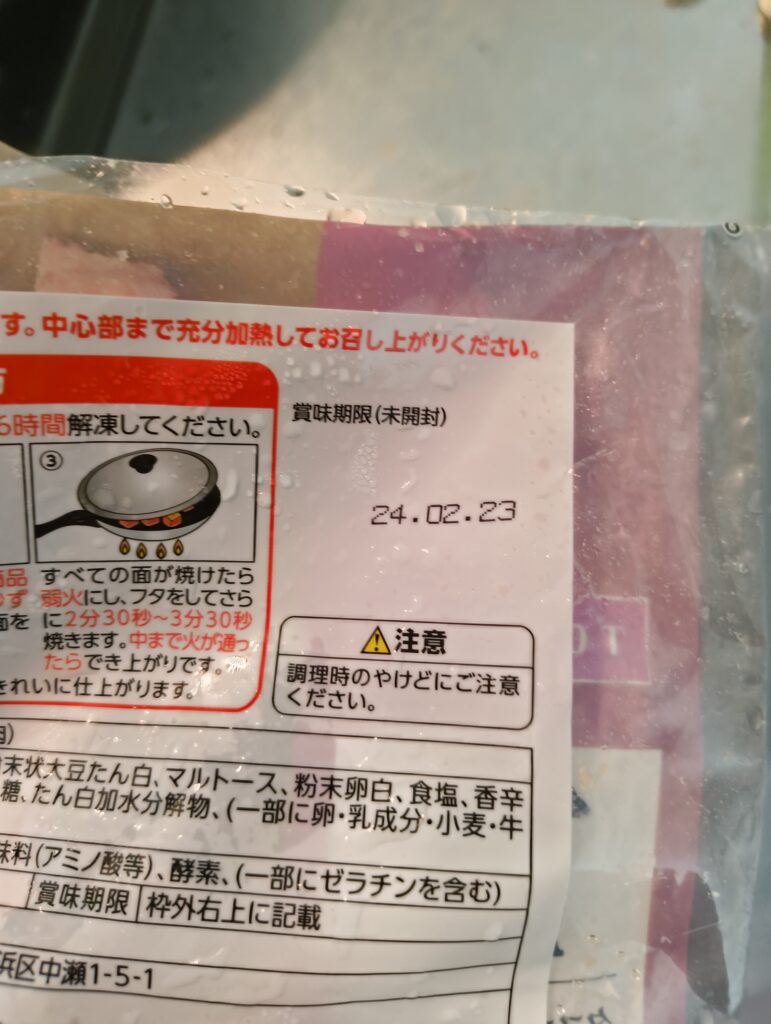 す。中心部まで充分加熱してお召し上がりください。
6時間解凍してください。
賞味期限(未開封)
24.02.23
③
すべての面が焼けたら
弱火にし、フタをしてさら
に2分30秒~3分30秒
焼きます。中まで火が通っ
たらでき上がりです。
きれいに仕上がります。
注意
調理時のやけどにご注意
ください。
OT
肉)
末状大豆たん白、マルトース、粉末卵白、食塩、香辛
糖、たん白加水分解物、(一部に卵・乳成分・小麦・牛
味料(アミノ酸等)、酵素、(一部にゼラチンを含む)
賞味期限 枠外右上に記載
浜区中瀬1-5-1